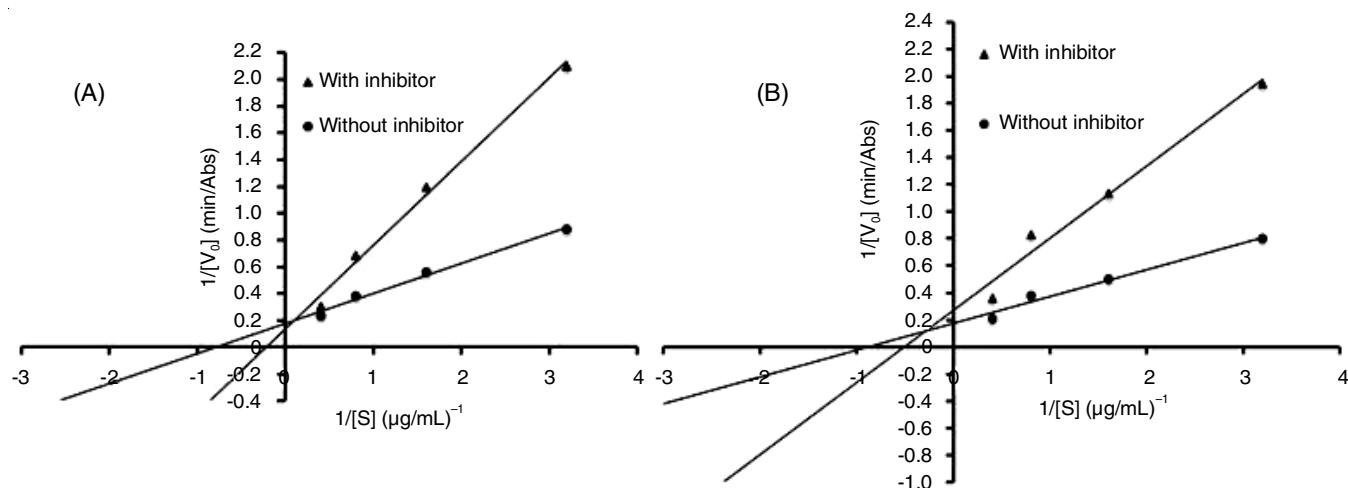 (A)
1/[V₀] (min/Abs)
2.2
2.0
1.8
1.6
1.4
1.2
1.0
0.8
0.6
0.4
0.2
0
-0.2
-0.4
With inhibitor
Without inhibitor
-3 -2 -1 0 1 2 3 4
1/[S] (µg/mL)⁻¹
(B)
1/[V₀] (min/Abs)
2.4
2.2
2.0
1.8
1.6
1.4
1.2
1.0
0.8
0.6
0.4
0.2
0
-0.2
-0.4
-0.6
-0.8
-1.0
With inhibitor
Without inhibitor
-3 -2 -1 0 1 2 3 4
1/[S] (µg/mL)⁻¹